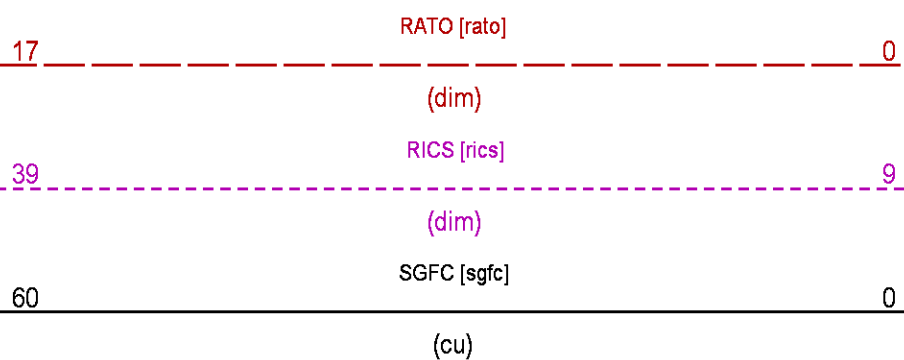 RATO [rato]
17 0
(dim)
RICS [rics]
39 9
(dim)
SGFC [sgfc]
60 0
(cu)